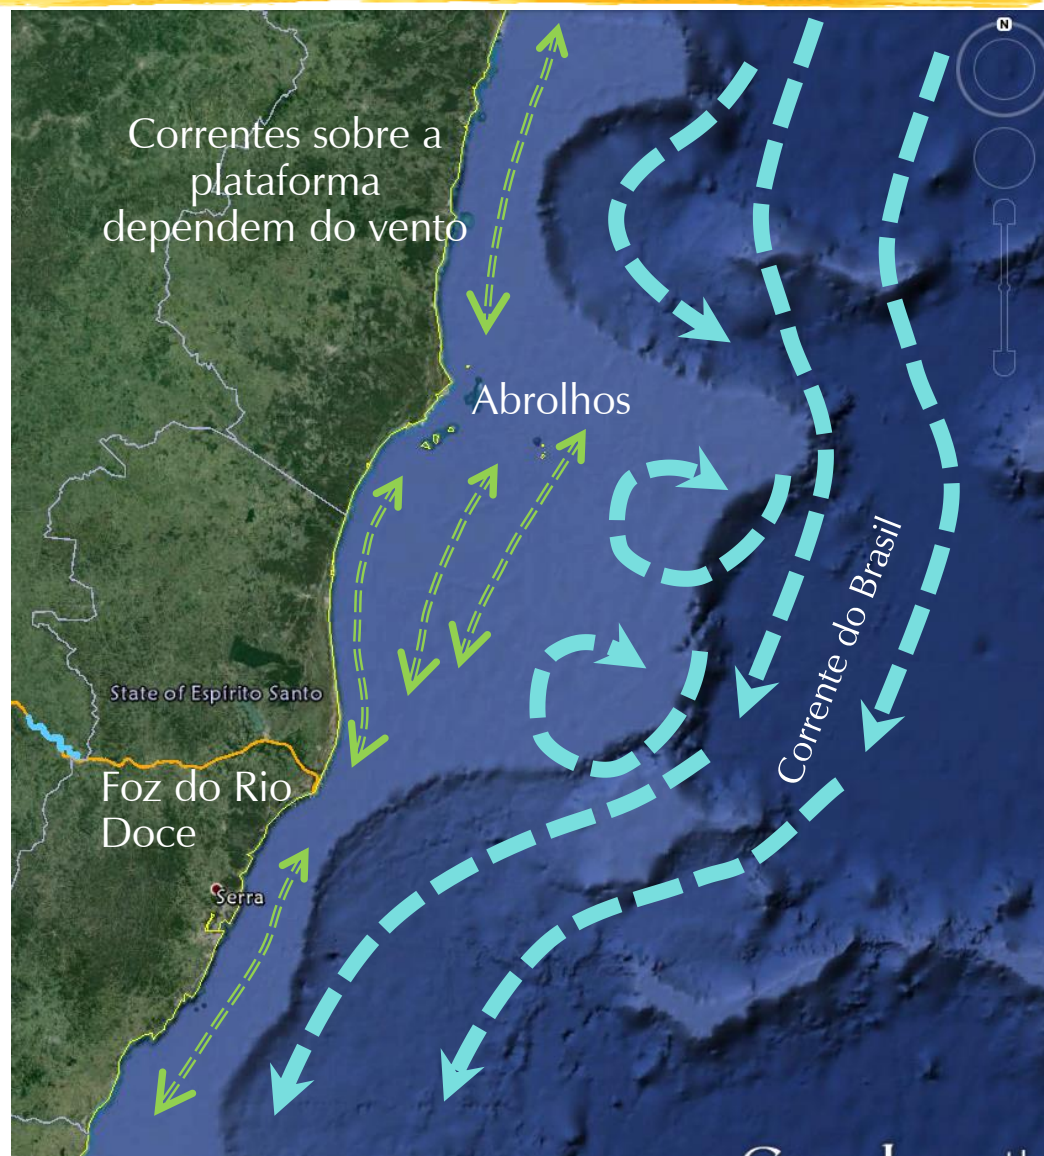 N
Correntes sobre a
plataforma
dependem do vento
Abrolhos
Corrente do Brasil
State of Espírito Santo
Foz do Rio
Doce
Serra